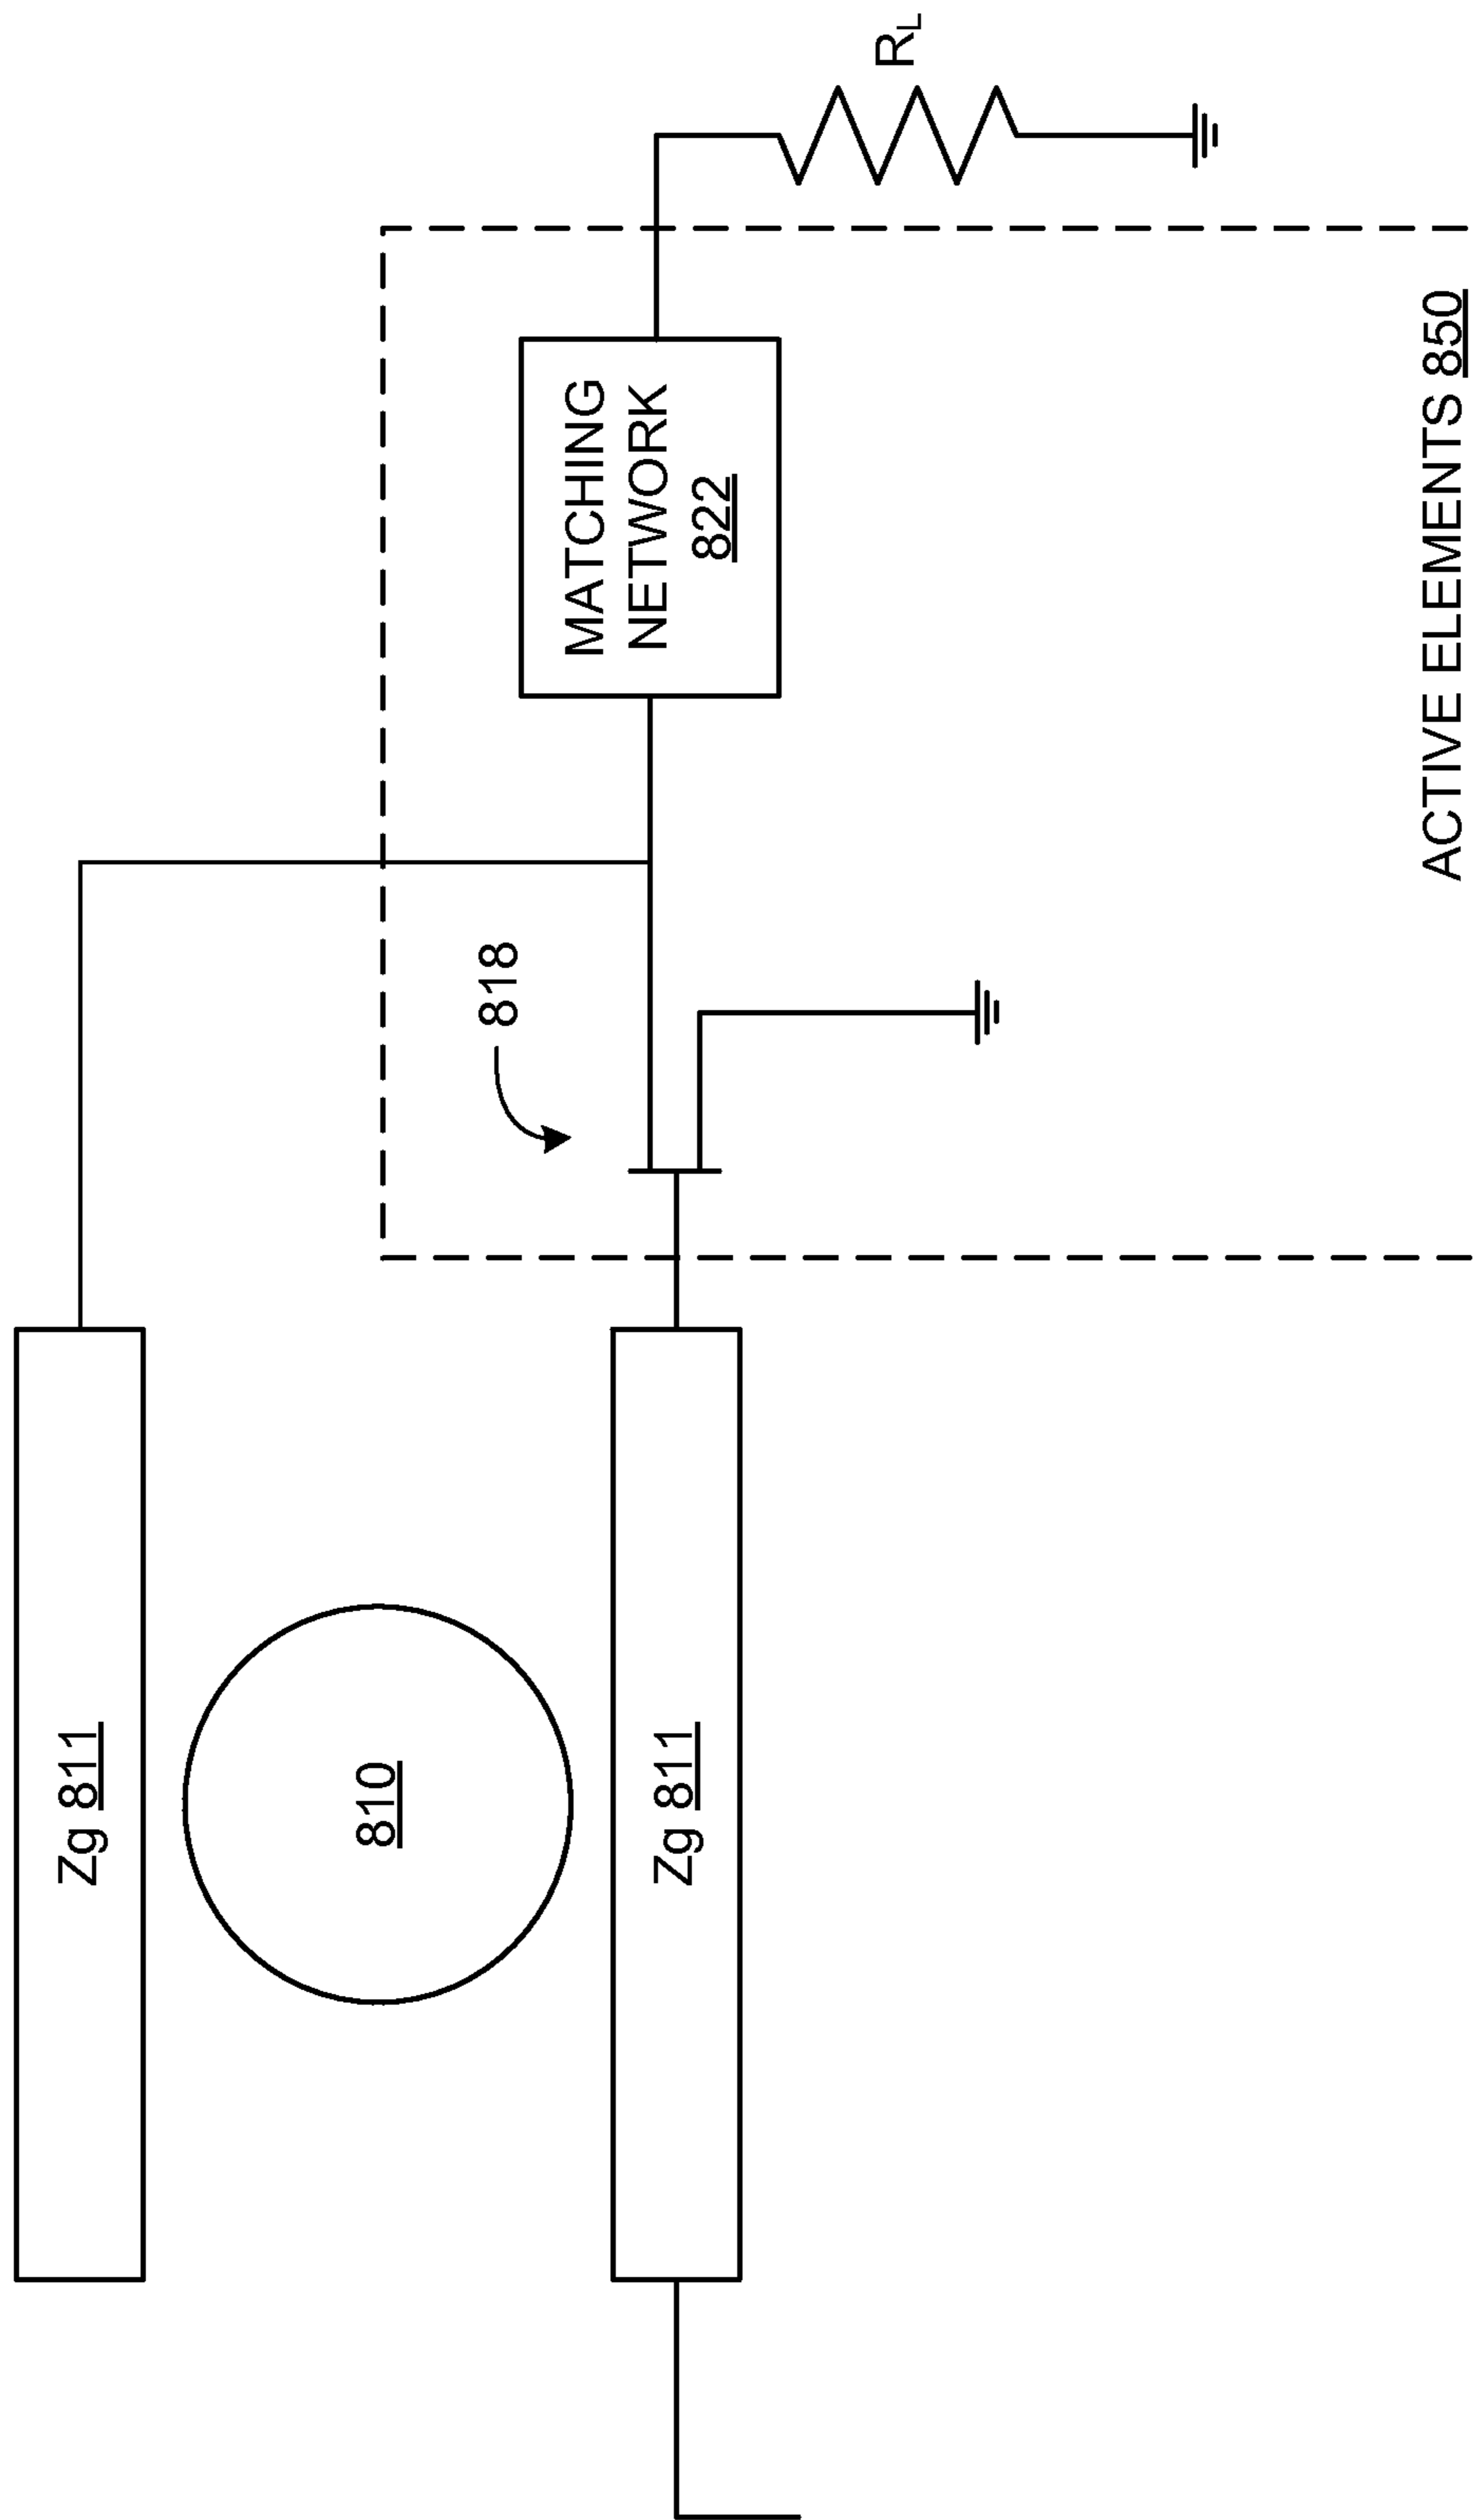 Zg 811
810
Zg 811
818
MATCHING
NETWORK
822
R_L
ACTIVE ELEMENTS 850